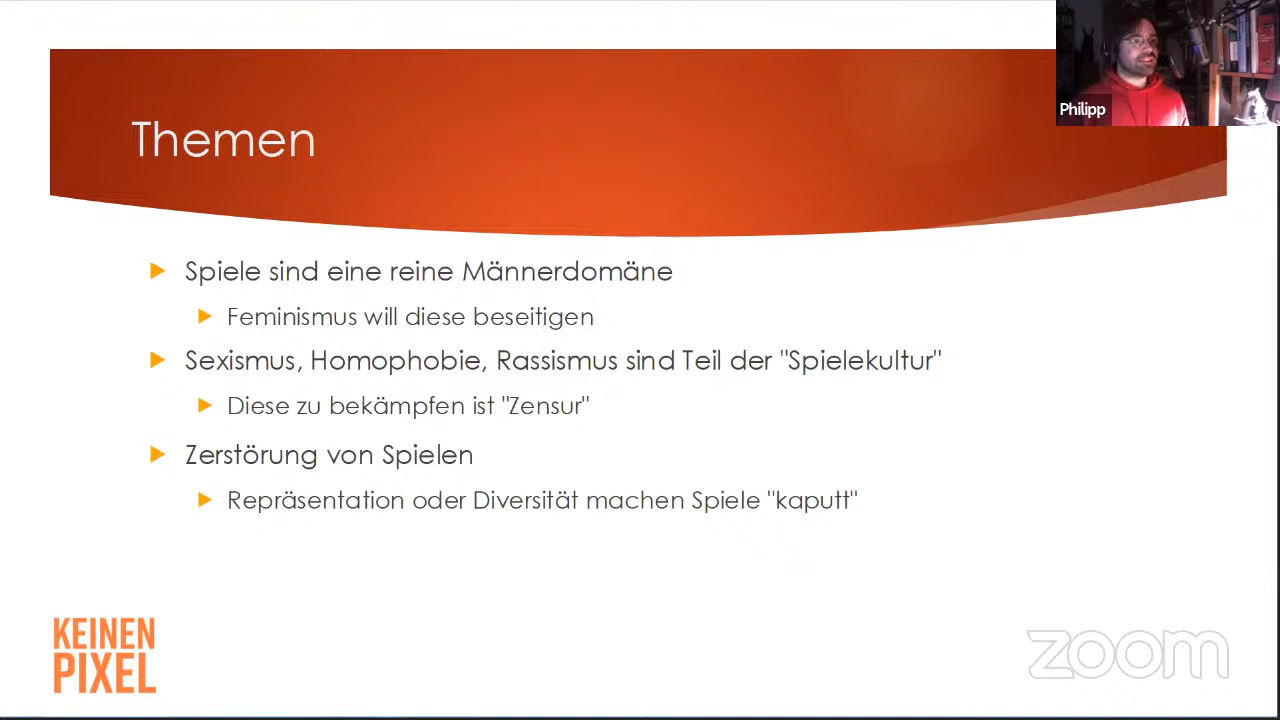 Philipp
Themen
Spiele sind eine reine Männerdomäne
Feminismus will diese beseitigen
Sexismus, Homophobie, Rassismus sind Teil der "Spielekultur"
Diese zu bekämpfen ist "Zensur"
Zerstörung von Spielen
Repräsentation oder Diversität machen Spiele "kaputt"
KEINEN
PIXEL
zoom